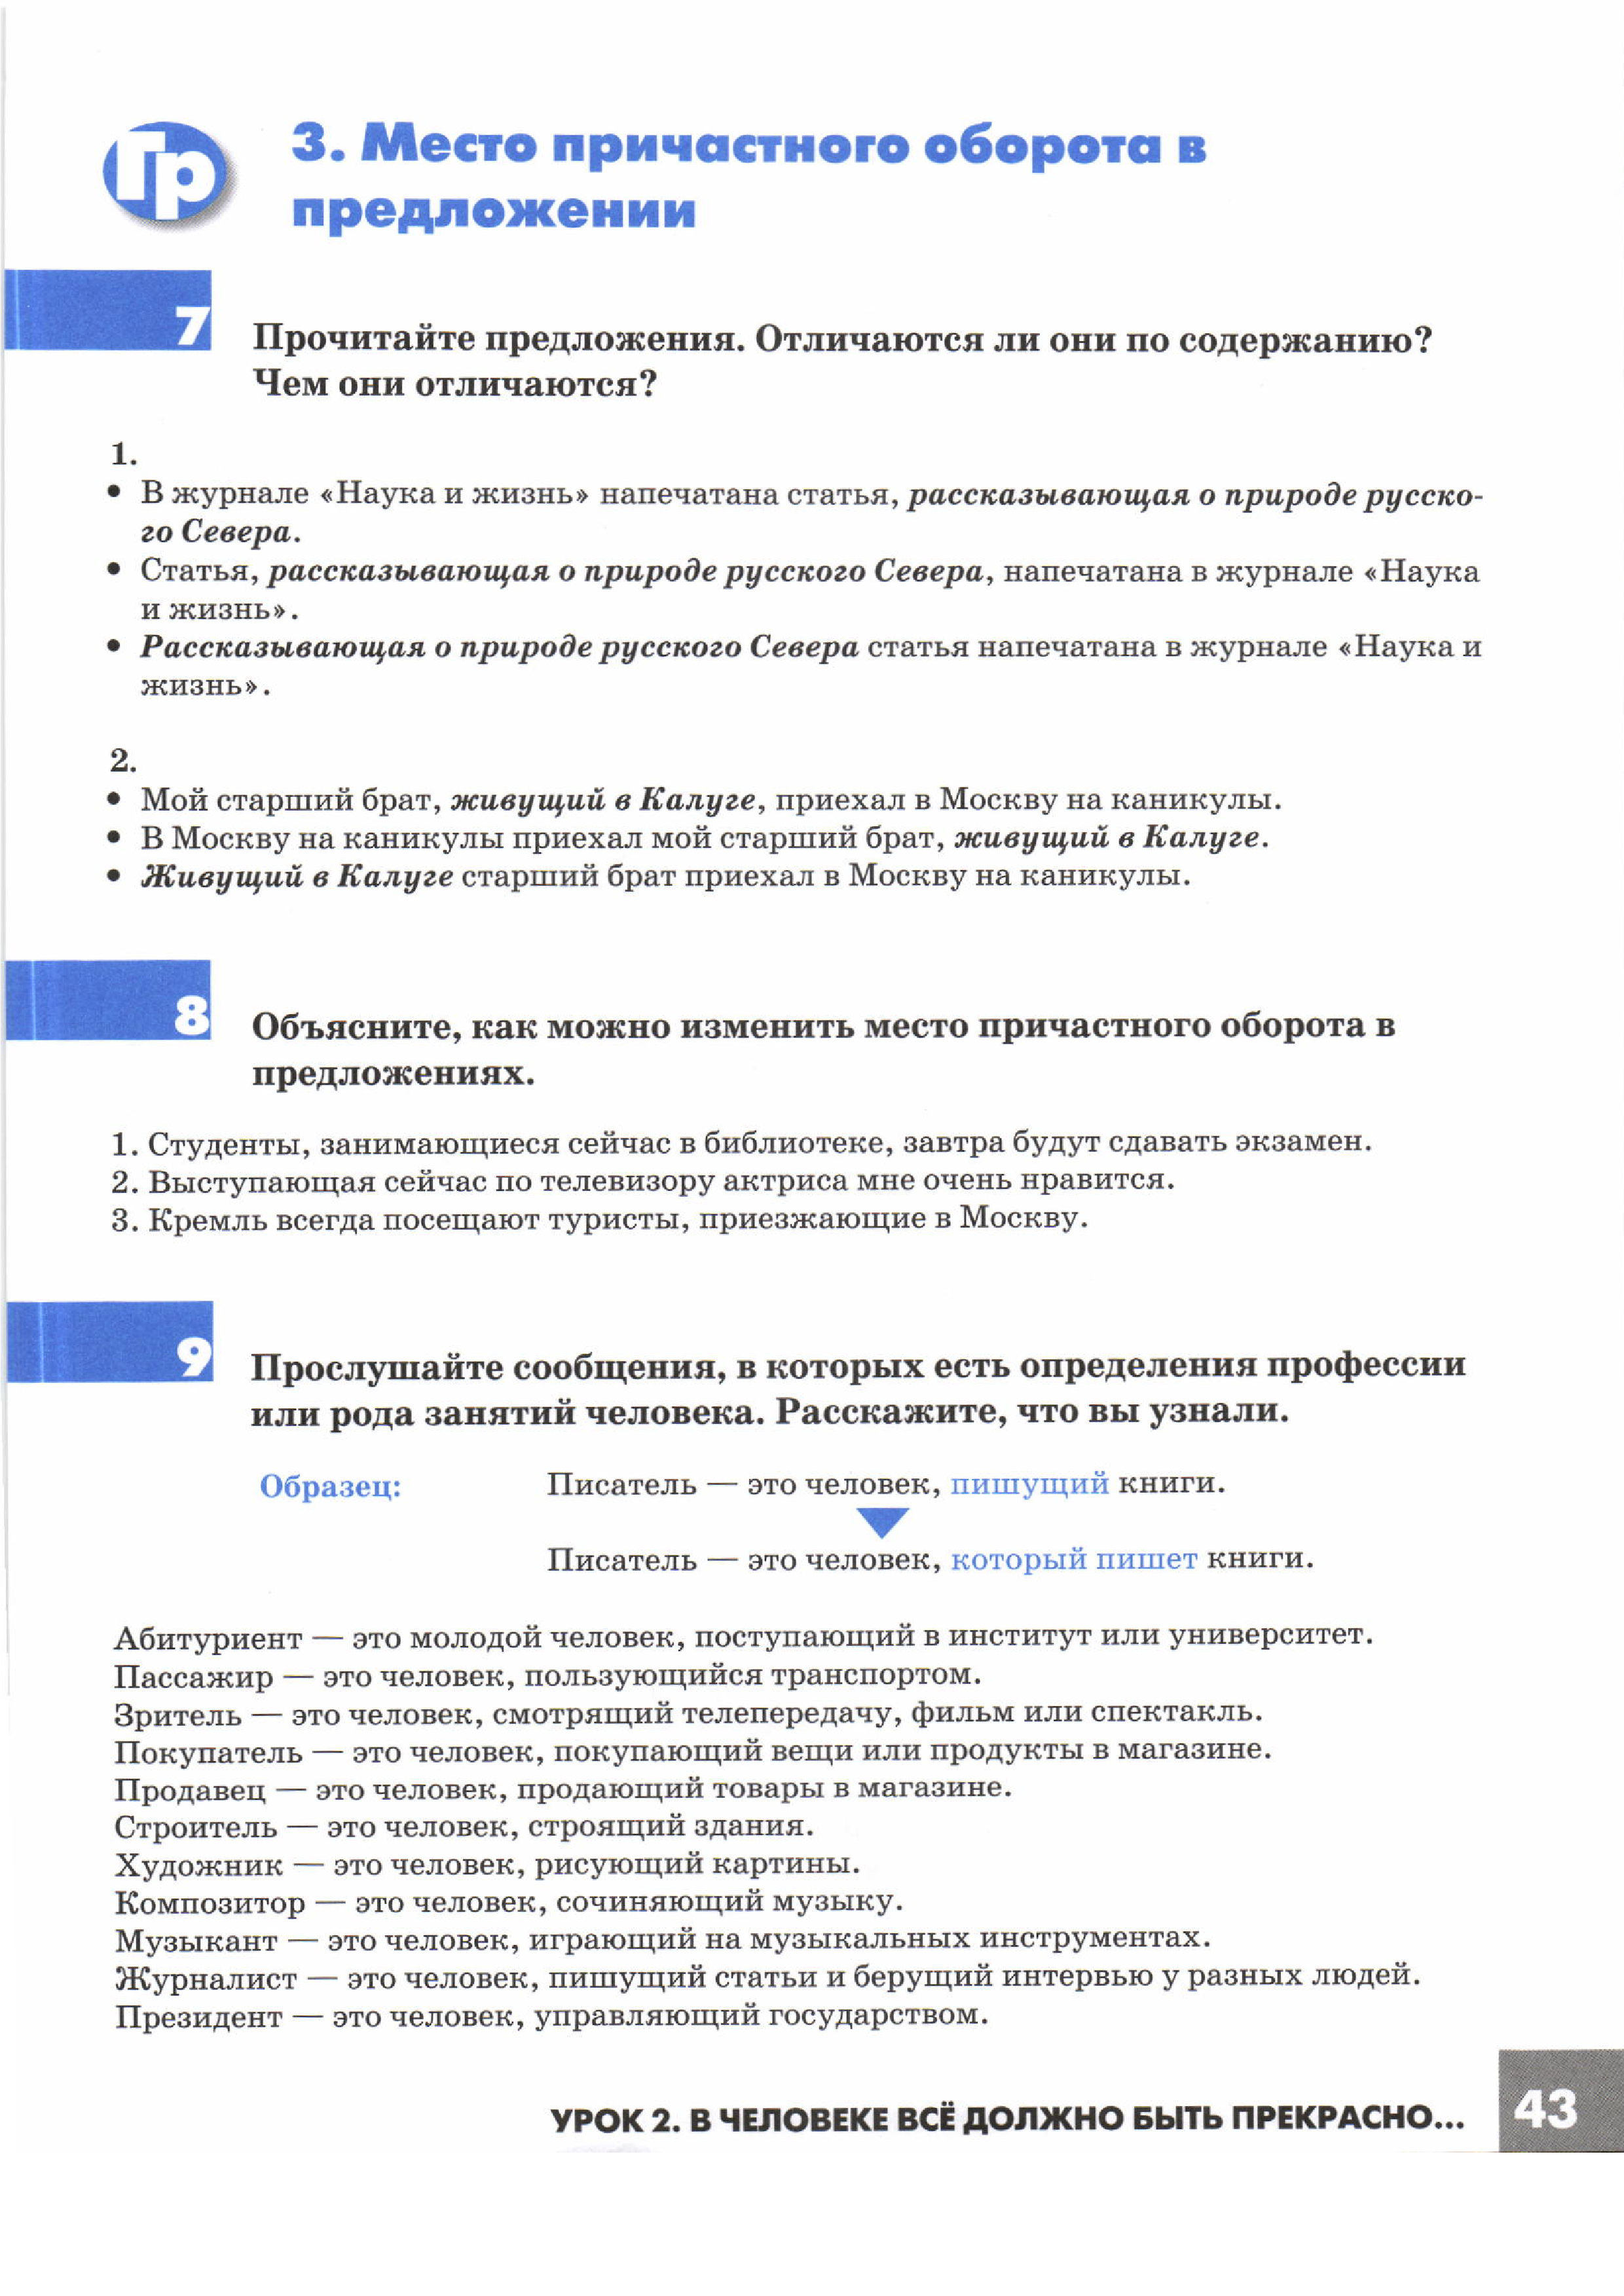 Гр
3. Место причастного оборота в
предложении
7
Прочитайте предложения. Отличаются ли они по содержанию?
Чем они отличаются?
1.
• В журнале «Наука и жизнь» напечатана статья, рассказывающая о природе русско-
го Севера.
• Статья, рассказывающая о природе русского Севера, напечатана в журнале «Наука
и жизнь».
• Рассказывающая о природе русского Севера статья напечатана в журнале «Наука и
жизнь».
2.
• Мой старший брат, живущий в Калуге, приехал в Москву на каникулы.
• В Москву на каникулы приехал мой старший брат, живущий в Калуге.
• Живущий в Калуге старший брат приехал в Москву на каникулы.
8
Объясните, как можно изменить место причастного оборота в
предложениях.
1. Студенты, занимающиеся сейчас в библиотеке, завтра будут сдавать экзамен.
2. Выступающая сейчас по телевизору актриса мне очень нравится.
3. Кремль всегда посещают туристы, приезжающие в Москву.
9
Прослушайте сообщения, в которых есть определения профессии
или рода занятий человека. Расскажите, что вы узнали.
Образец: Писатель — это человек, пишущий книги.
Писатель — это человек, который пишет книги.
Абитуриент — это молодой человек, поступающий в институт или университет.
Пассажир — это человек, пользующийся транспортом.
Зритель — это человек, смотрящий телепередачу, фильм или спектакль.
Покупатель — это человек, покупающий вещи или продукты в магазине.
Продавец — это человек, продающий товары в магазине.
Строитель — это человек, строящий здания.
Художник — это человек, рисующий картины.
Композитор — это человек, сочиняющий музыку.
Музыкант — это человек, играющий на музыкальных инструментах.
Журналист — это человек, пишущий статьи и берущий интервью у разных людей.
Президент — это человек, управляющий государством.
УРОК 2. В ЧЕЛОВЕКЕ ВСЁ ДОЛЖНО БЫТЬ ПРЕКРАСНО... 43